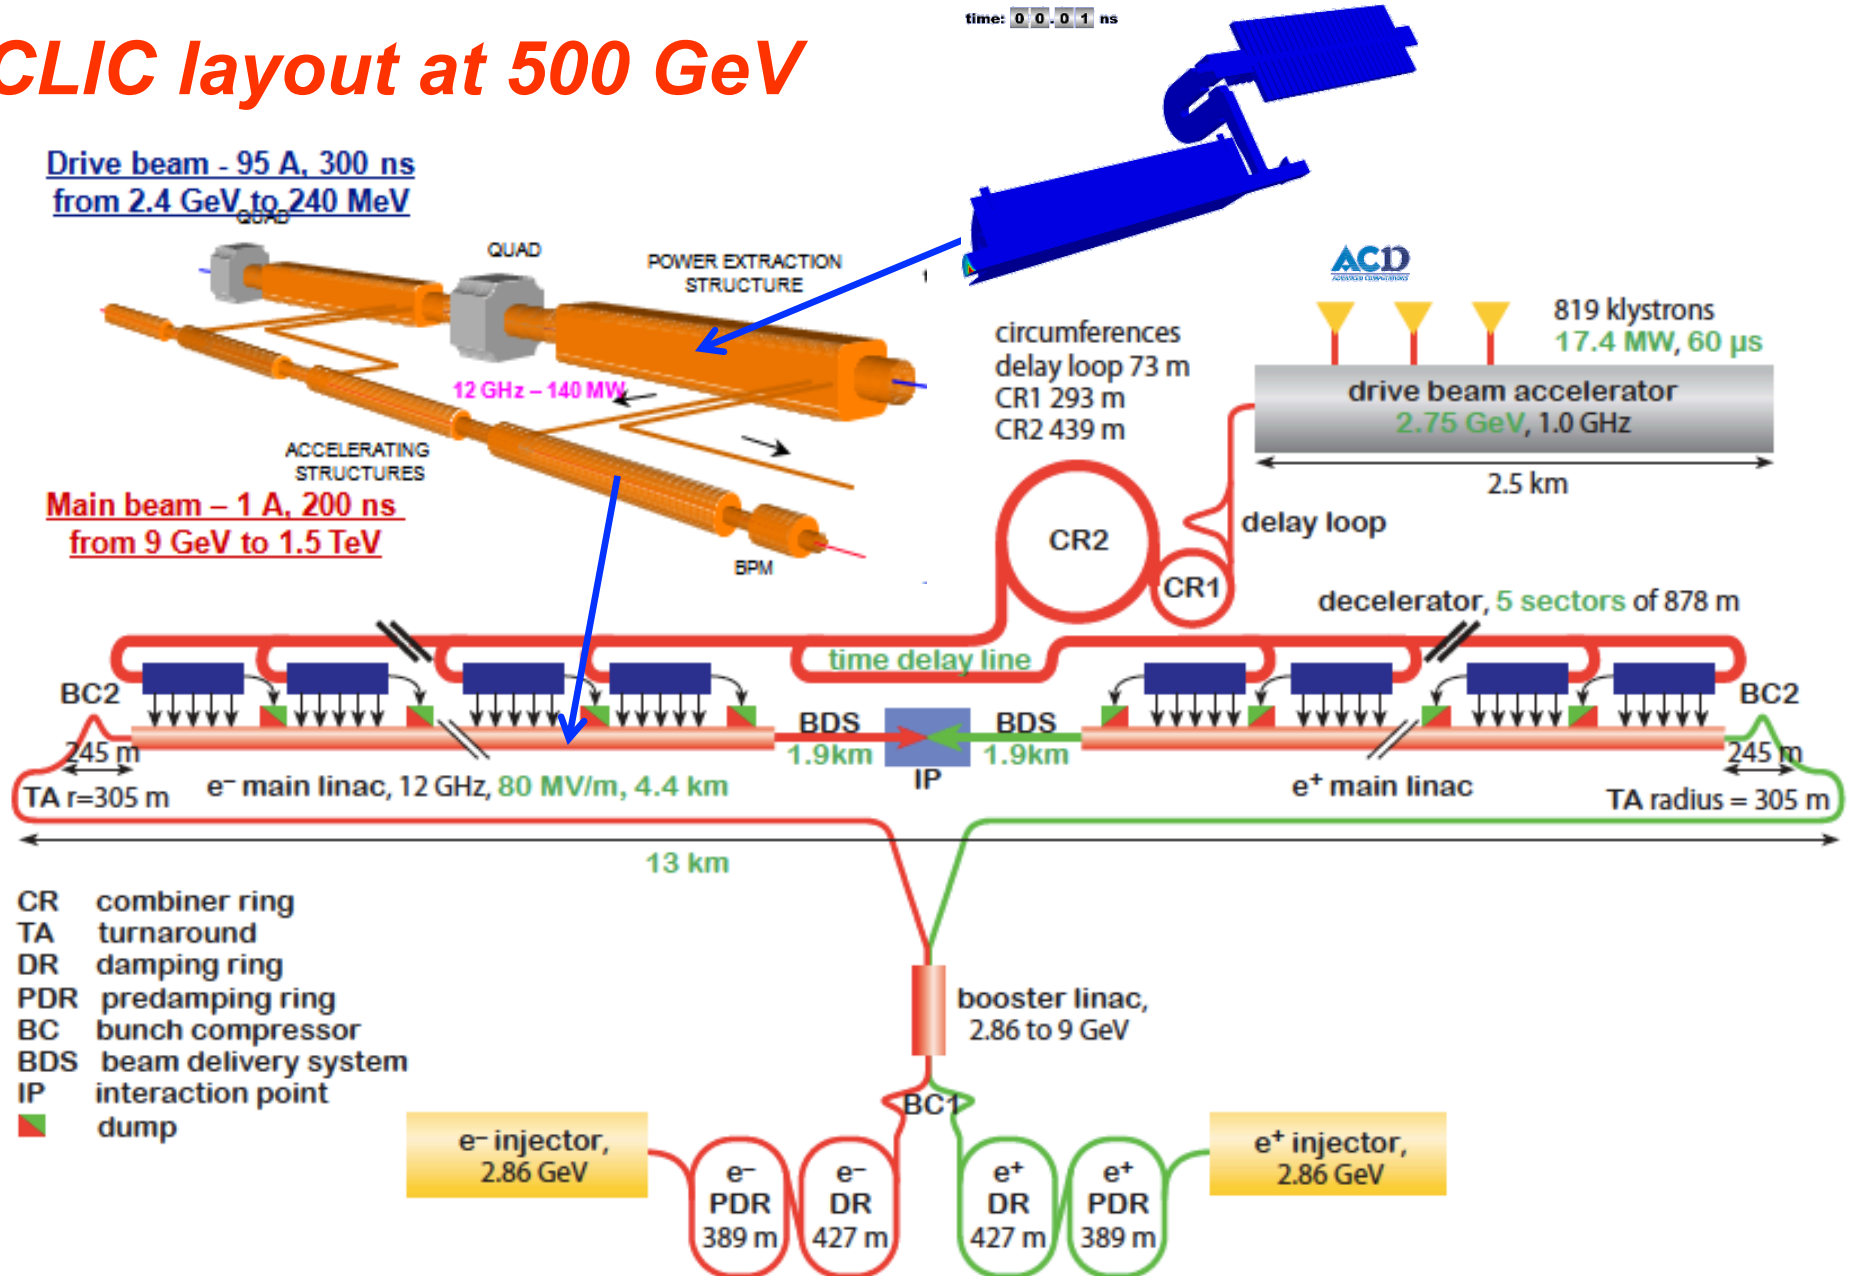 time: 00.01 ns
CLIC layout at 500 GeV
Drive beam - 95 A, 300 ns
from 2.4 GeV to 240 MeV
QUAD
QUAD
POWER EXTRACTION
STRUCTURE
12 GHz – 140 MW
ACCELERATING
STRUCTURES
Main beam – 1 A, 200 ns
from 9 GeV to 1.5 TeV
BPM
ACD
ADVANCED COMPUTATIONS
circumferences
delay loop 73 m
CR1 293 m
CR2 439 m
819 klystrons
17.4 MW, 60 µs
drive beam accelerator
2.75 GeV, 1.0 GHz
2.5 km
delay loop
CR2
CR1
decelerator, 5 sectors of 878 m
time delay line
BC2
BC2
245 m
BDS
1.9km
IP
BDS
1.9km
245 m
TA r=305 m
e⁻ main linac, 12 GHz, 80 MV/m, 4.4 km
e⁺ main linac
TA radius = 305 m
13 km
CR combiner ring
TA turnaround
DR damping ring
PDR predamping ring
BC bunch compressor
BDS beam delivery system
IP interaction point
dump
booster linac,
2.86 to 9 GeV
BC1
e⁻ injector,
2.86 GeV
e⁻
PDR
389 m
e⁻
DR
427 m
e⁺
DR
427 m
e⁺
PDR
389 m
e⁺ injector,
2.86 GeV